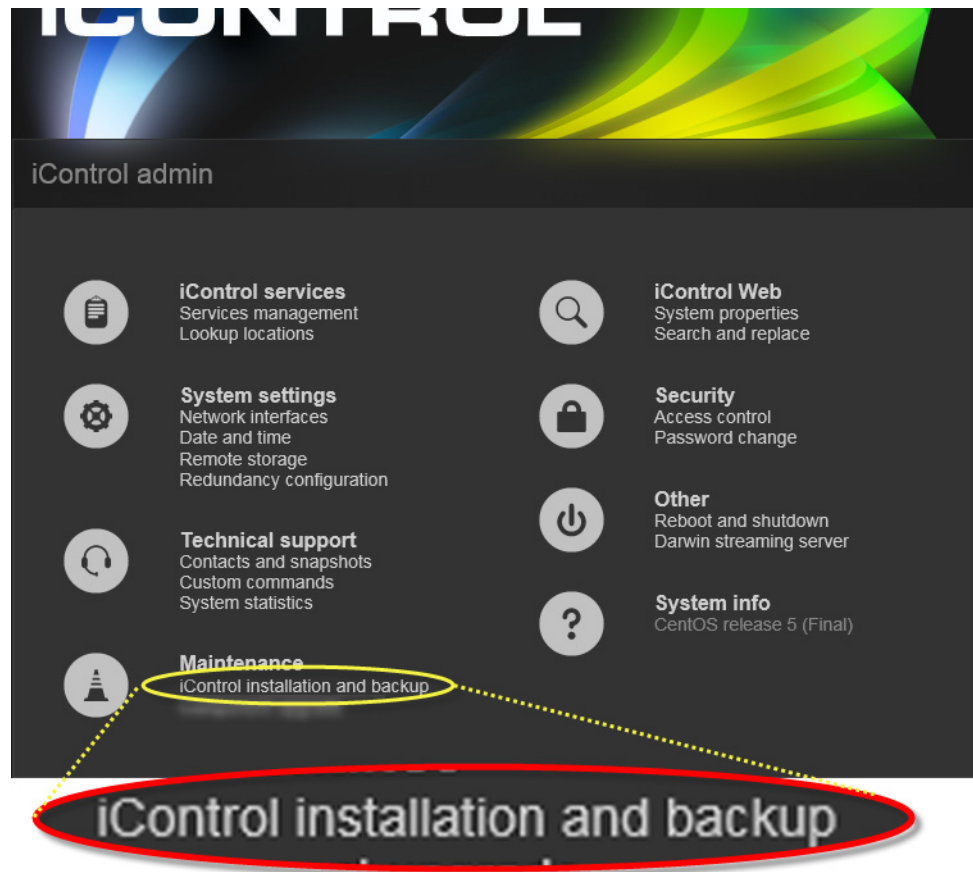 iCONTROL
iControl admin
iControl services
Services management
Lookup locations
System settings
Network interfaces
Date and time
Remote storage
Redundancy configuration
Technical support
Contacts and snapshots
Custom commands
System statistics
Maintenance
iControl installation and backup
iControl Web
System properties
Search and replace
Security
Access control
Password change
Other
Reboot and shutdown
Darwin streaming server
System info
CentOS release 5 (Final)
iControl installation and backup